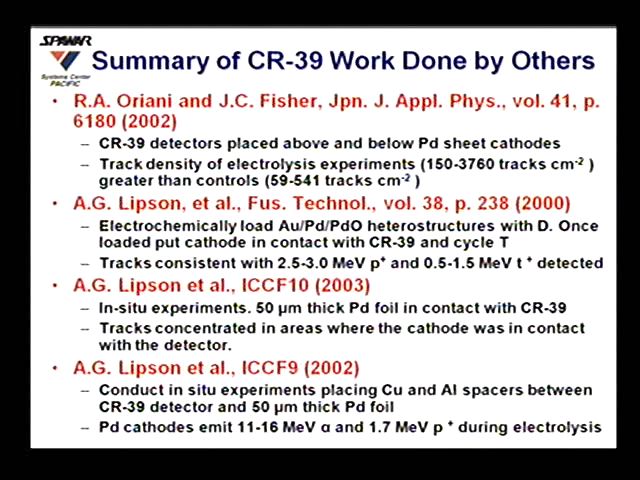 SPAWAR
Systems Center
PACIFIC
Summary of CR-39 Work Done by Others
• R.A. Oriani and J.C. Fisher, Jpn. J. Appl. Phys., vol. 41, p.
6180 (2002)
– CR-39 detectors placed above and below Pd sheet cathodes
– Track density of electrolysis experiments (150-3760 tracks cm⁻² )
greater than controls (59-541 tracks cm⁻² )
• A.G. Lipson, et al., Fus. Technol., vol. 38, p. 238 (2000)
– Electrochemically load Au/Pd/PdO heterostructures with D. Once
loaded put cathode in contact with CR-39 and cycle T
– Tracks consistent with 2.5-3.0 MeV p⁺ and 0.5-1.5 MeV t ⁺ detected
• A.G. Lipson et al., ICCF10 (2003)
– In-situ experiments. 50 µm thick Pd foil in contact with CR-39
– Tracks concentrated in areas where the cathode was in contact
with the detector.
• A.G. Lipson et al., ICCF9 (2002)
– Conduct in situ experiments placing Cu and Al spacers between
CR-39 detector and 50 µm thick Pd foil
– Pd cathodes emit 11-16 MeV α and 1.7 MeV p ⁺ during electrolysis